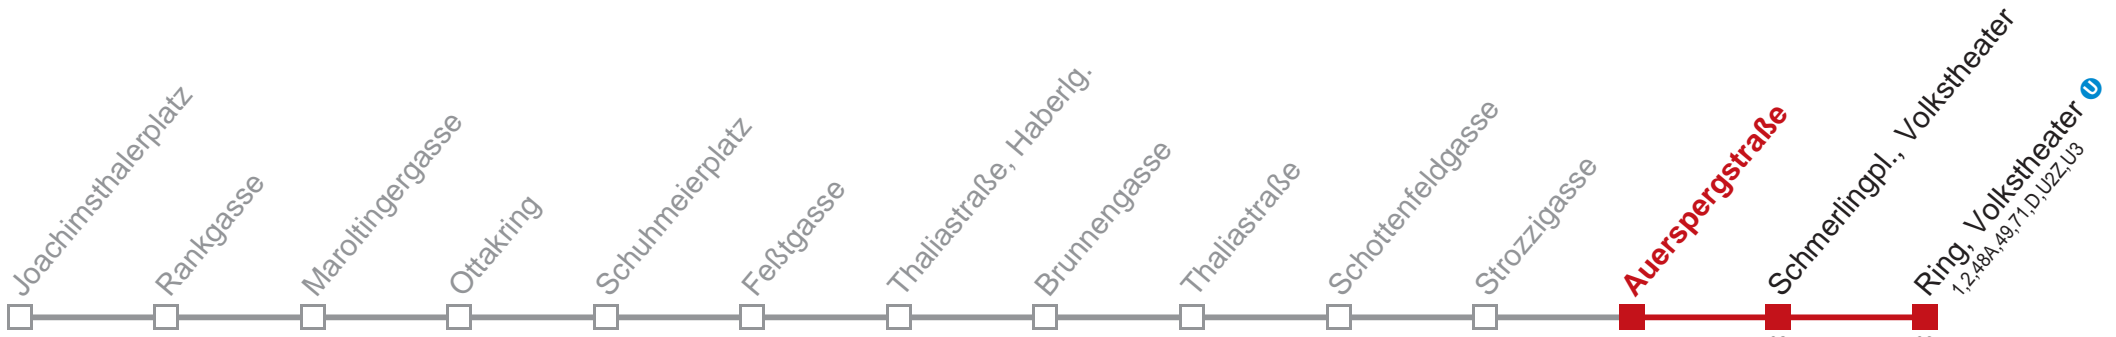 Joachimsthalerplatz
Rankgasse
Maroltingergasse
Ottakring
Schuhmeierplatz
Feßtgasse
Thaliastraße, Haberlg.
Brunnengasse
Thaliastraße
Schottenfeldgasse
Strozzigasse
Auerspergstraße
Schmerlingpl., Volkstheater
Ring, Volkstheater U
1,2,48A,49,71,D,U2Z,U3